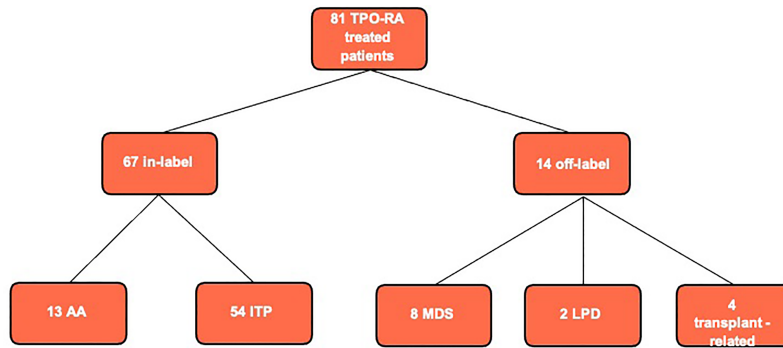 81 TPO-RA
treated
patients
67 in-label
14 off-label
13 AA
54 ITP
8 MDS
2 LPD
4
transplant -
related